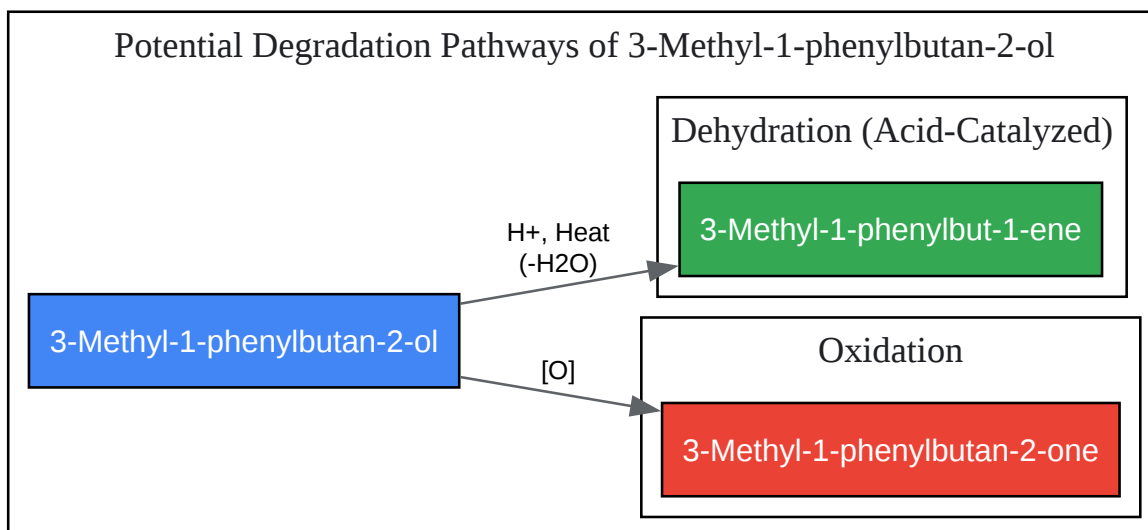 Potential Degradation Pathways of 3-Methyl-1-phenylbutan-2-ol
Dehydration (Acid-Catalyzed)
3-Methyl-1-phenylbut-1-ene
H+, Heat
(-H2O)
3-Methyl-1-phenylbutan-2-ol
[O]
Oxidation
3-Methyl-1-phenylbutan-2-one